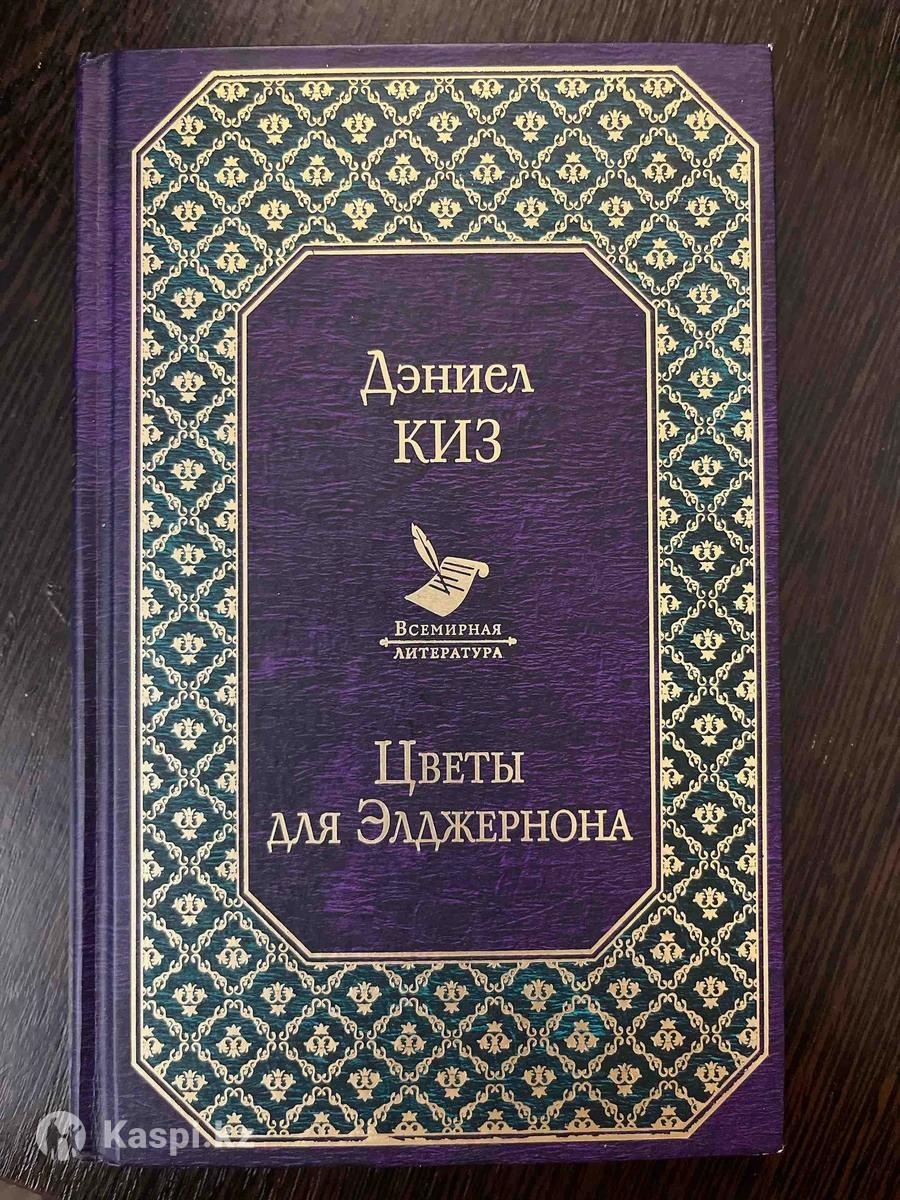 Дэниел
КИЗ
Всемирная
литература
Цветы
для Элджернона
Kaspi.kz